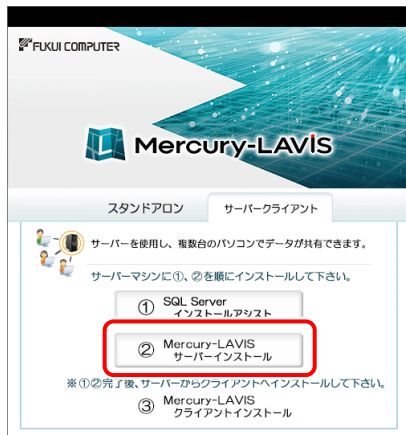 FUKUI COMPUTER
Mercury-LAVIS
スタンドアロン サーバークライアント
サーバーを使用し、複数台のパソコンでデータが共有できます。
サーバーマシンに①、②を順にインストールして下さい。
① SQL Server
インストールアシスト
② Mercury-LAVIS
サーバーインストール
※①②完了後、サーバーからクライアントへインストールして下さい。
③ Mercury-LAVIS
クライアントインストール